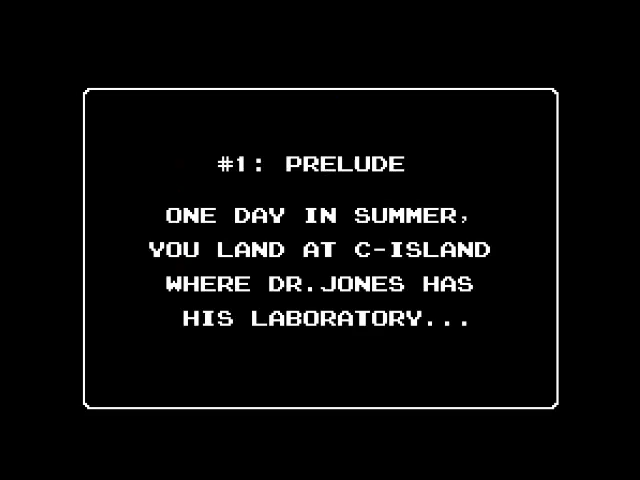 #1: PRELUDE
ONE DAY IN SUMMER,
YOU LAND AT C-ISLAND
WHERE DR.JONES HAS
HIS LABORATORY...